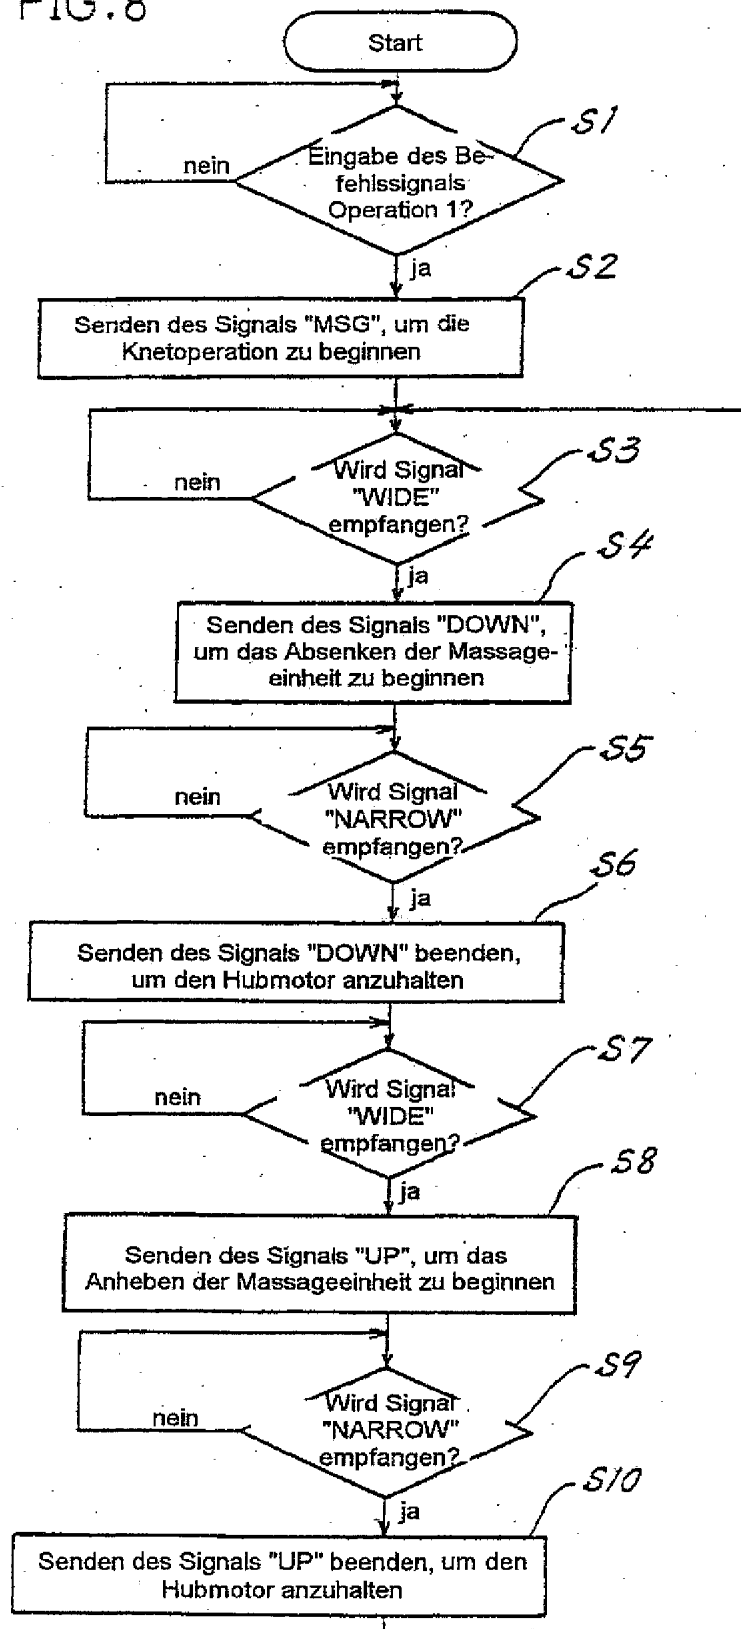 FIG.8
Start
S1
nein
Eingabe des Be-
fehlssignals
Operation 1?
ja
S2
Senden des Signals "MSG", um die
Knetoperation zu beginnen
S3
nein
Wird Signal
"WIDE"
empfangen?
S4
ja
Senden des Signals "DOWN",
um das Absenken der Massage-
einheit zu beginnen
S5
nein
Wird Signal
"NARROW"
empfangen?
S6
ja
Senden des Signals "DOWN" beenden,
um den Hubmotor anzuhalten
S7
nein
Wird Signal
"WIDE"
empfangen?
S8
ja
Senden des Signals "UP", um das
Anheben der Massageeinheit zu beginnen
S9
nein
Wird Signal
"NARROW"
empfangen?
S10
ja
Senden des Signals "UP" beenden, um den
Hubmotor anzuhalten